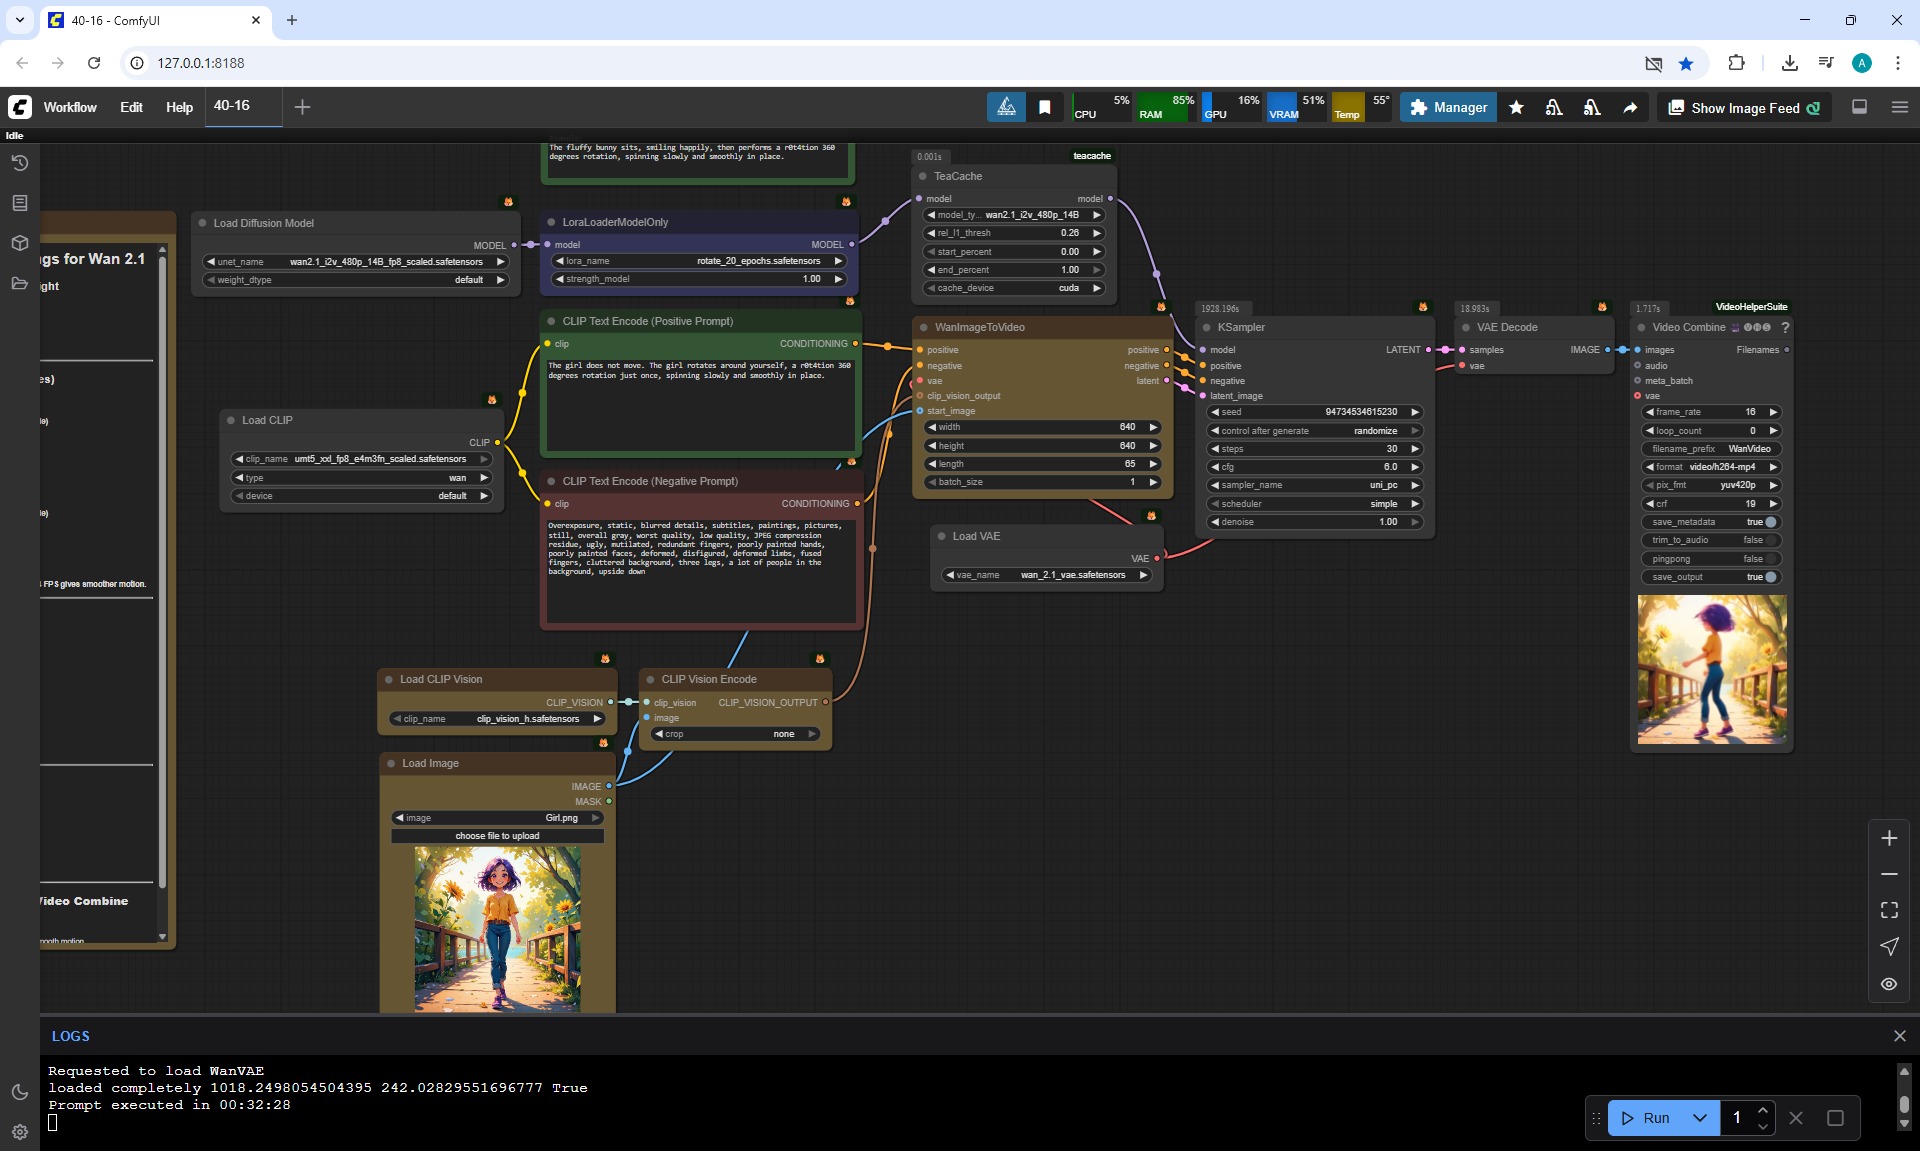 40-16 - ComfyUI
127.0.0.1:8188
A
Workflow
Edit
Help
40-16
CPU 5%
RAM 85%
GPU 16%
VRAM 51%
Temp 55°
Manager
Show Image Feed
Idle
The fluffy bunny sits, smiling happily, then performs a r0t4tion 360
degrees rotation, spinning slowly and smoothly in place.
gs for Wan 2.1
ight
es)
le)
le)
FPS gives smoother motion.
Video Combine
Load Diffusion Model
MODEL
unet_name wan2.1_i2v_480p_14B_fp8_scaled.safetensors
weight_dtype default
LoraLoaderModelOnly
model MODEL
lora_name rotate_20_epochs.safetensors
strength_model 1.00
0.001s
teacache
TeaCache
model model
model_ty... wan2.1_i2v_480p_14B
rel_l1_thresh 0.26
start_percent 0.00
end_percent 1.00
cache_device cuda
CLIP Text Encode (Positive Prompt)
clip CONDITIONING
The girl does not move. The girl rotates around yourself, a r0t4tion 360
degrees rotation just once, spinning slowly and smoothly in place.
Load CLIP
CLIP
clip_name umt5_xxl_fp8_e4m3fn_scaled.safetensors
type wan
device default
CLIP Text Encode (Negative Prompt)
clip CONDITIONING
Overexposure, static, blurred details, subtitles, paintings, pictures,
still, overall gray, worst quality, low quality, JPEG compression
residue, ugly, mutilated, redundant fingers, poorly painted hands,
poorly painted faces, deformed, disfigured, deformed limbs, fused
fingers, cluttered background, three legs, a lot of people in the
background, upside down
WanImageToVideo
positive positive
negative negative
vae latent
clip_vision_output
start_image
width 640
height 640
length 65
batch_size 1
Load VAE
VAE
vae_name wan_2.1_vae.safetensors
1928.196s
KSampler
model LATENT
positive
negative
latent_image
seed 94734534615230
control after generate randomize
steps 30
cfg 6.0
sampler_name uni_pc
scheduler simple
denoise 1.00
18.983s
VAE Decode
samples IMAGE
vae
1.717s
VideoHelperSuite
Video Combine
?
images Filenames
audio
meta_batch
vae
frame_rate 16
loop_count 0
filename_prefix WanVideo
format video/h264-mp4
pix_fmt yuv420p
crf 19
save_metadata true
trim_to_audio false
pingpong false
save_output true
Load CLIP Vision
CLIP_VISION
clip_name clip_vision_h.safetensors
CLIP Vision Encode
clip_vision CLIP_VISION_OUTPUT
image
crop none
Load Image
IMAGE
MASK
image Girl.png
choose file to upload
LOGS
Requested to load WanVAE
loaded completely 1018.2498054504395 242.02829551696777 True
Prompt executed in 00:32:28
Run
1